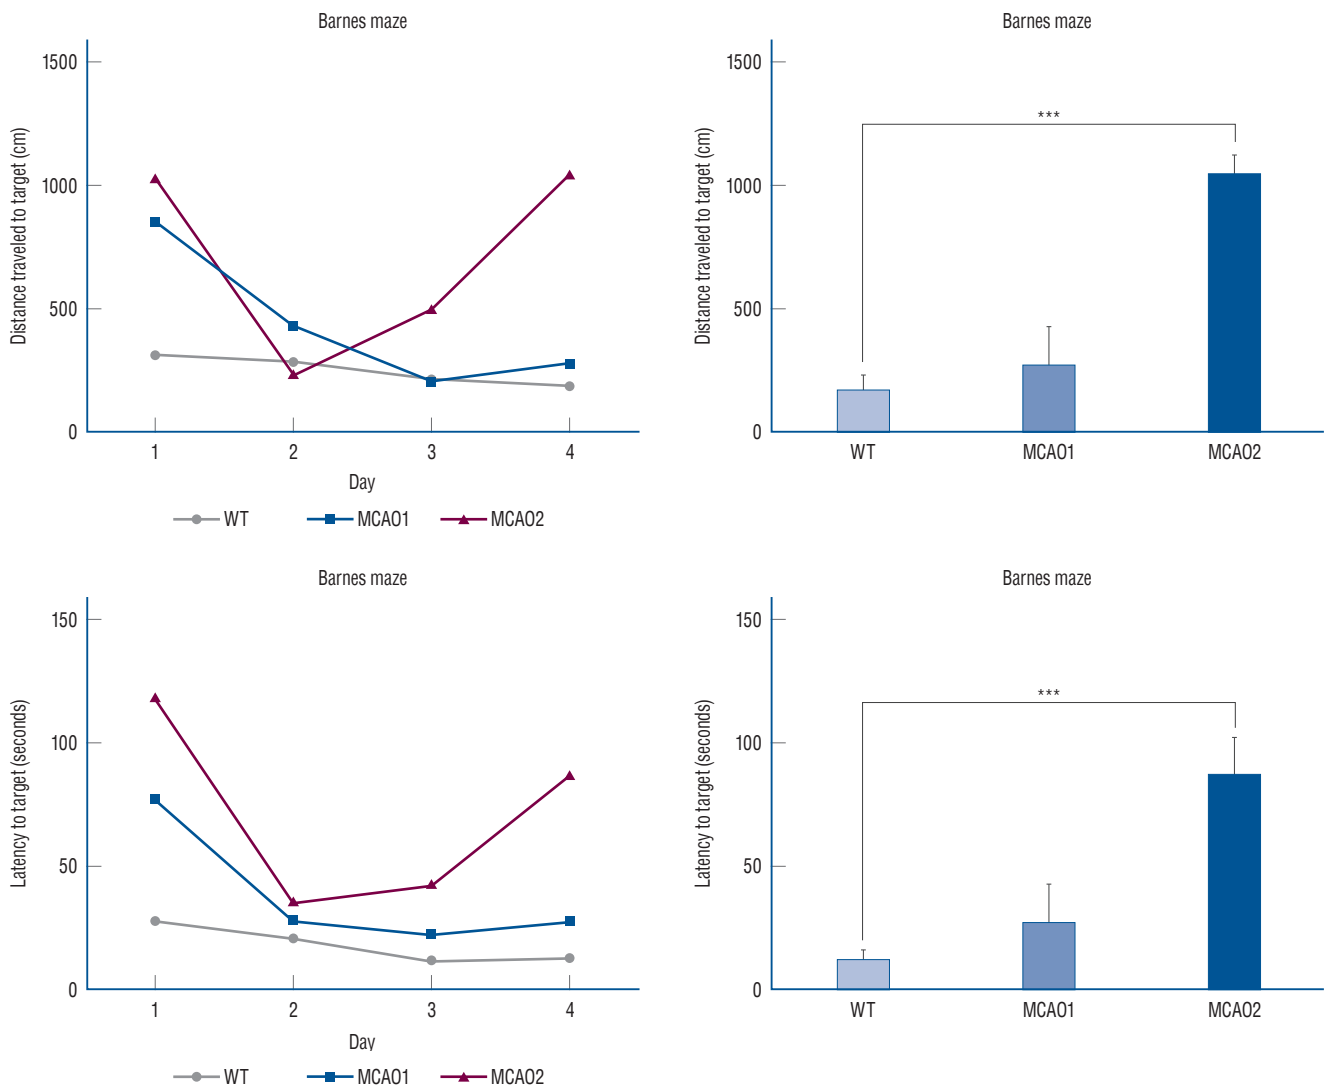 Barnes maze
1500
1000
500
0
Distance traveled to target (cm)
1 2 3 4
Day
WT MCAO1 MCAO2
Barnes maze
1500
1000
500
0
Distance traveled to target (cm)
***
WT MCAO1 MCAO2
Barnes maze
150
100
50
0
Latency to target (seconds)
1 2 3 4
Day
WT MCAO1 MCAO2
Barnes maze
150
100
50
0
Latency to target (seconds)
***
WT MCAO1 MCAO2